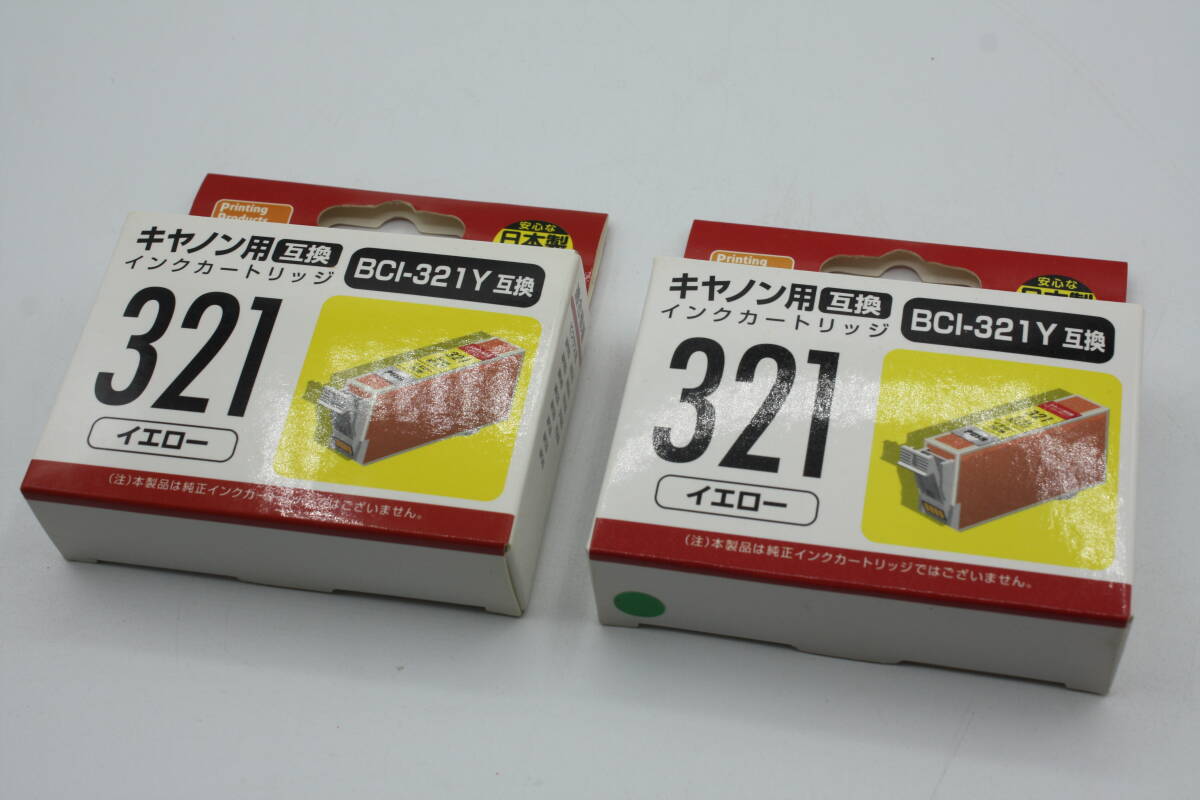 Printing
Products
安心な
日本製
キヤノン用 互換
インクカートリッジ
BCI-321Y 互換
321
イエロー
(注)本製品は純正インクカートリッジではございません。
Printing
安心な
日本製
キヤノン用 互換
インクカートリッジ
BCI-321Y 互換
321
イエロー
(注)本製品は純正インクカートリッジではございません。